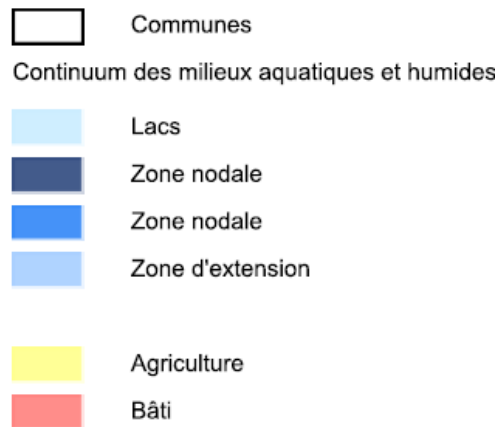 Communes
Continuum des milieux aquatiques et humides
Lacs
Zone nodale
Zone nodale
Zone d'extension
Agriculture
Bâti